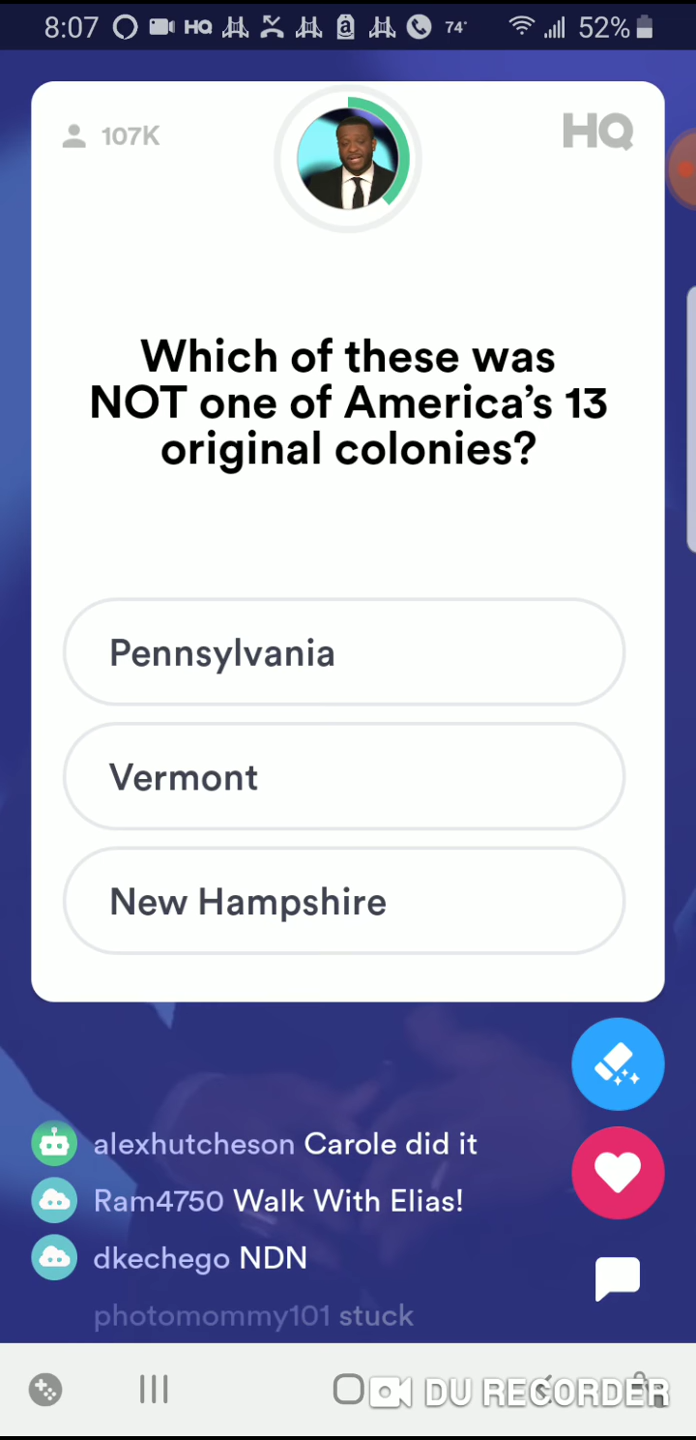 8:07 HQ a 74° 52%
107K HQ
Which of these was
NOT one of America's 13
original colonies?
Pennsylvania
Vermont
New Hampshire
alexhutcheson Carole did it
Ram4750 Walk With Elias!
dkechego NDN
photomommy101 stuck
DU RECORDER